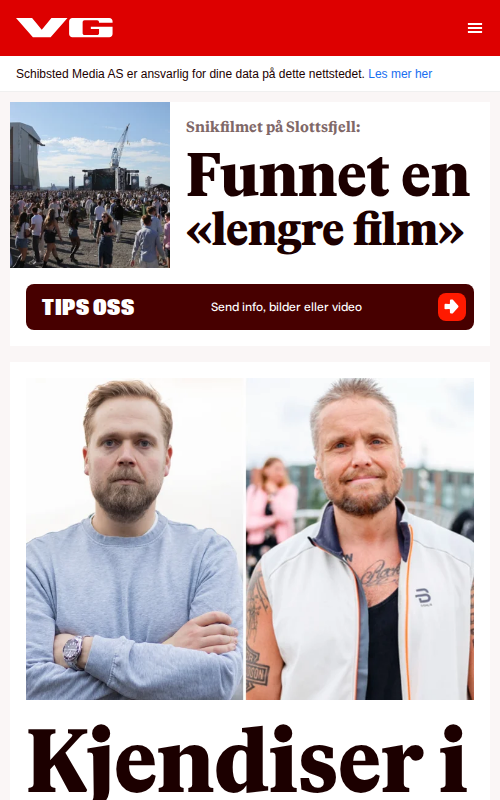 VG
Schibsted Media AS er ansvarlig for dine data på dette nettstedet. Les mer her
Snikfilmet på Slottsfjell:
Funnet en
«lengre film»
TIPS OSS
Send info, bilder eller video
Kjendiser i